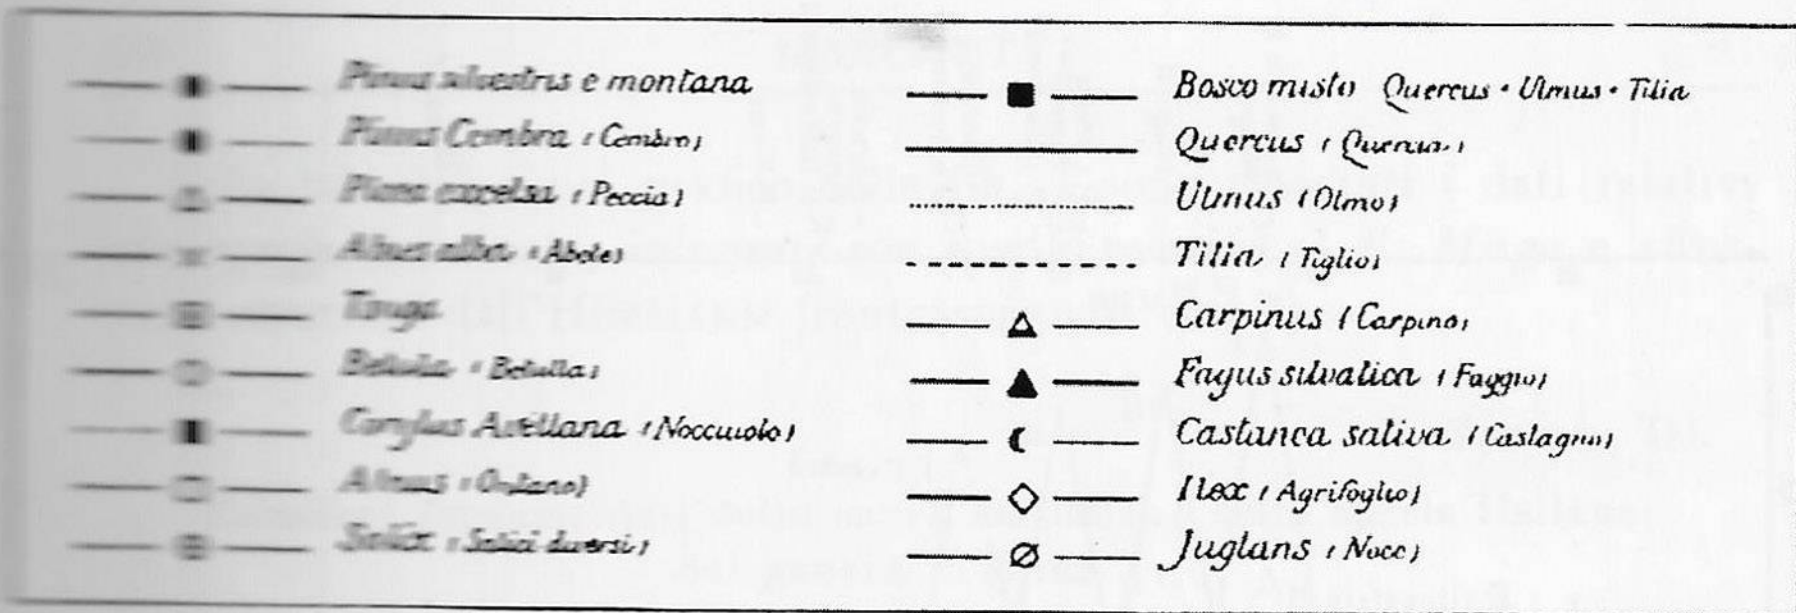 Pinus silvestris e montana
Pinus Cembra (Cembro)
Picea excelsa (Peccia)
Abies alba (Abete)
Betula (Betulla)
Corylus Avellana (Nocciuolo)
Alnus (Ontano)
Salix (Salici diversi)
Bosco misto Quercus · Ulmus · Tilia
Quercus (Quercia)
Ulmus (Olmo)
Tilia (Tiglio)
Carpinus (Carpino)
Fagus silvatica (Faggio)
Castanea sativa (Castagno)
Ilex (Agrifoglio)
Juglans (Noce)